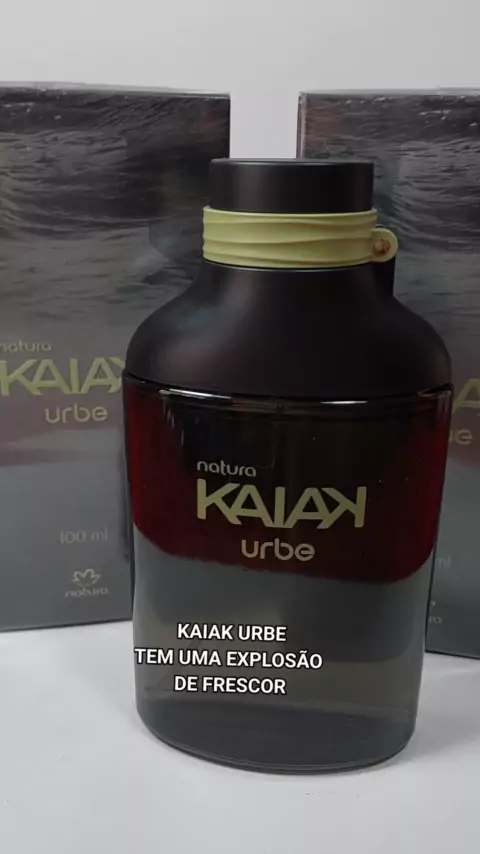 natura
KAIAK
urbe
100 ml
natura
natura
KAIAK
urbe
KAIAK URBE
TEM UMA EXPLOSÃO
DE FRESCOR